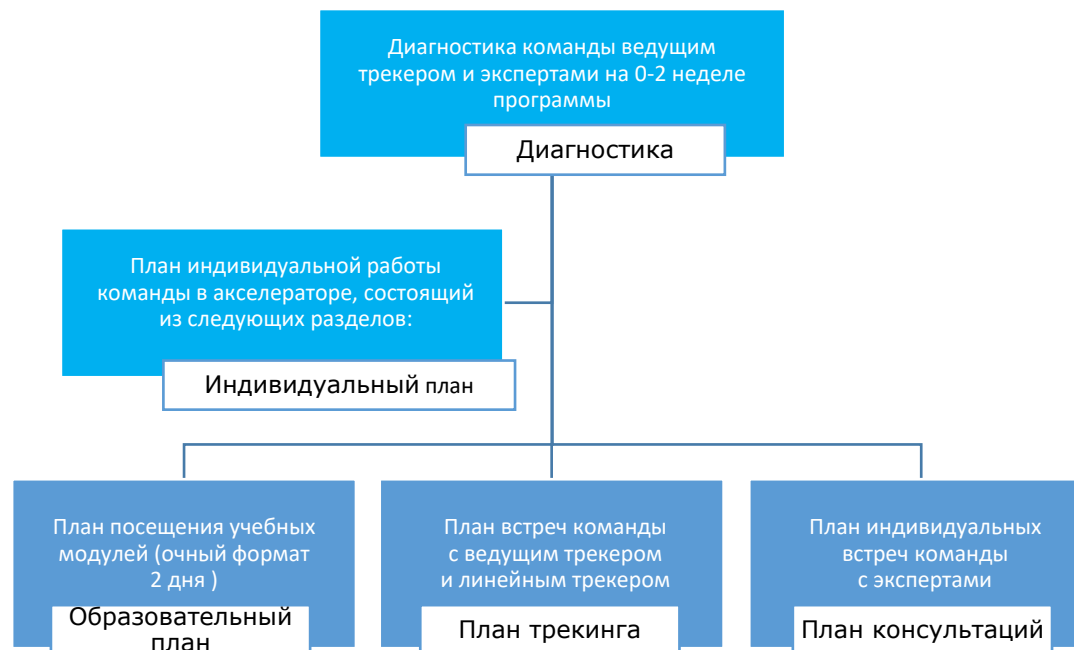 Диагностика команды ведущим
трекером и экспертами на 0-2 неделе
программы
Диагностика
План индивидуальной работы
команды в акселераторе, состоящий
из следующих разделов:
Индивидуальный план
План посещения учебных
модулей (очный формат
2 дня )
Образовательный
план
План встреч команды
с ведущим трекером
и линейным трекером
План трекинга
План индивидуальных
встреч команды
с экспертами
План консультаций